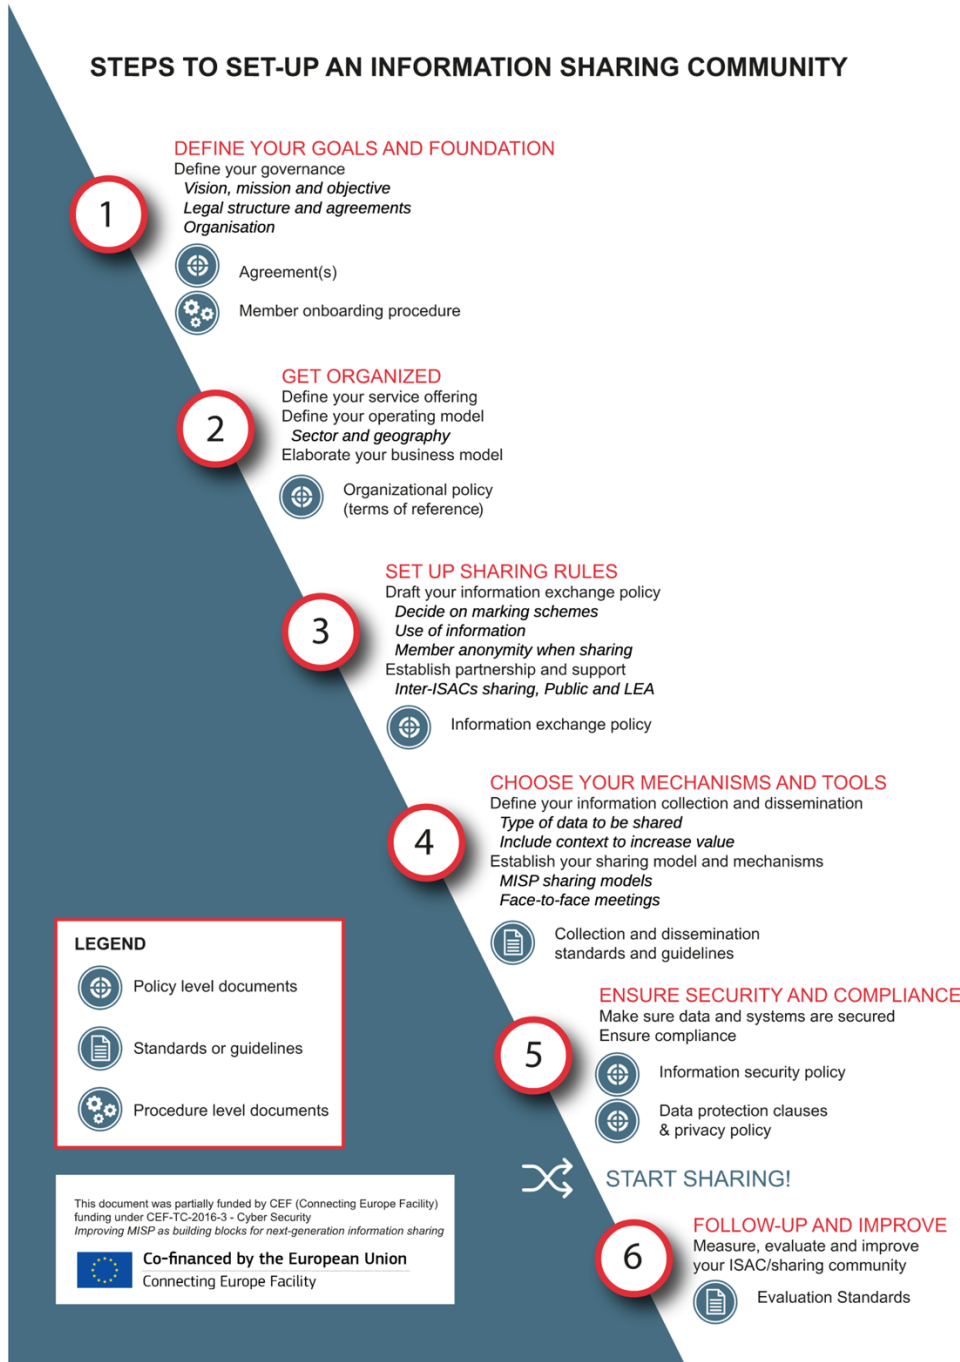 STEPS TO SET-UP AN INFORMATION SHARING COMMUNITY
1
DEFINE YOUR GOALS AND FOUNDATION
Define your governance
Vision, mission and objective
Legal structure and agreements
Organisation
Agreement(s)
Member onboarding procedure
2
GET ORGANIZED
Define your service offering
Define your operating model
Sector and geography
Elaborate your business model
Organizational policy
(terms of reference)
3
SET UP SHARING RULES
Draft your information exchange policy
Decide on marking schemes
Use of information
Member anonymity when sharing
Establish partnership and support
Inter-ISACs sharing, Public and LEA
Information exchange policy
4
CHOOSE YOUR MECHANISMS AND TOOLS
Define your information collection and dissemination
Type of data to be shared
Include context to increase value
Establish your sharing model and mechanisms
MISP sharing models
Face-to-face meetings
Collection and dissemination
standards and guidelines
5
ENSURE SECURITY AND COMPLIANCE
Make sure data and systems are secured
Ensure compliance
Information security policy
Data protection clauses
& privacy policy
START SHARING!
6
FOLLOW-UP AND IMPROVE
Measure, evaluate and improve
your ISAC/sharing community
Evaluation Standards
LEGEND
Policy level documents
Standards or guidelines
Procedure level documents
This document was partially funded by CEF (Connecting Europe Facility)
funding under CEF-TC-2016-3 - Cyber Security
Improving MISP as building blocks for next-generation information sharing
Co-financed by the European Union
Connecting Europe Facility